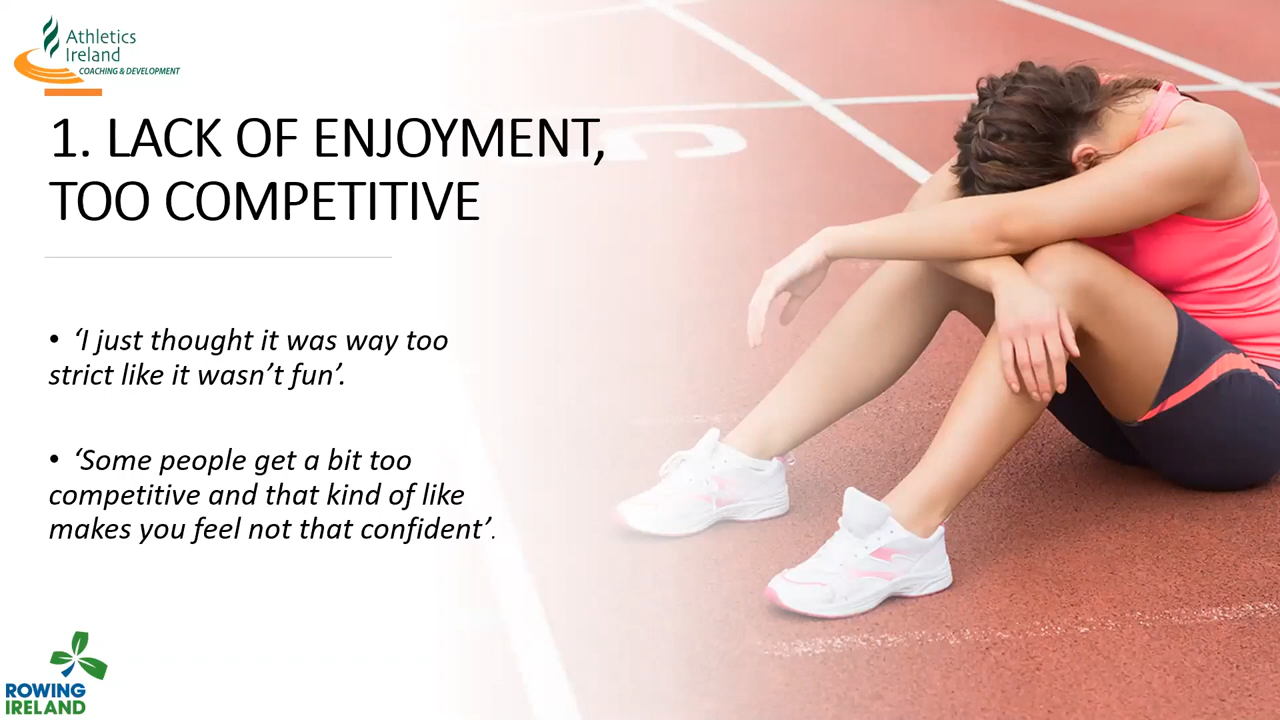 Athletics
Ireland
COACHING & DEVELOPMENT
1. LACK OF ENJOYMENT,
TOO COMPETITIVE
• ‘I just thought it was way too
strict like it wasn’t fun’.
• ‘Some people get a bit too
competitive and that kind of like
makes you feel not that confident’.
ROWING
IRELAND